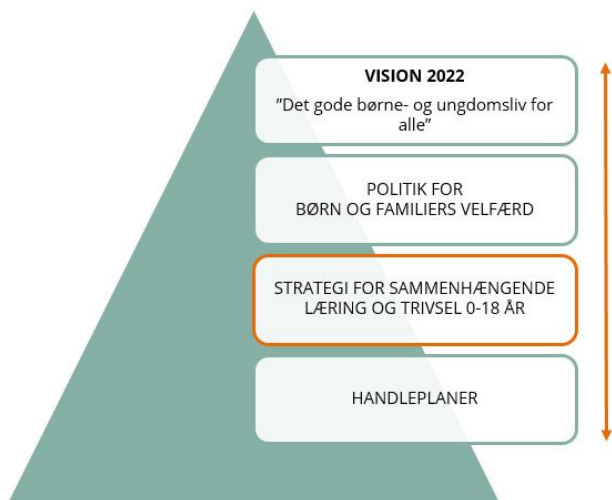 VISION 2022
”Det gode børne- og ungdomsliv for
alle”
POLITIK FOR
BØRN OG FAMILIERS VELFÆRD
STRATEGI FOR SAMMENHÆNGENDE
LÆRING OG TRIVSEL 0-18 ÅR
HANDLEPLANER